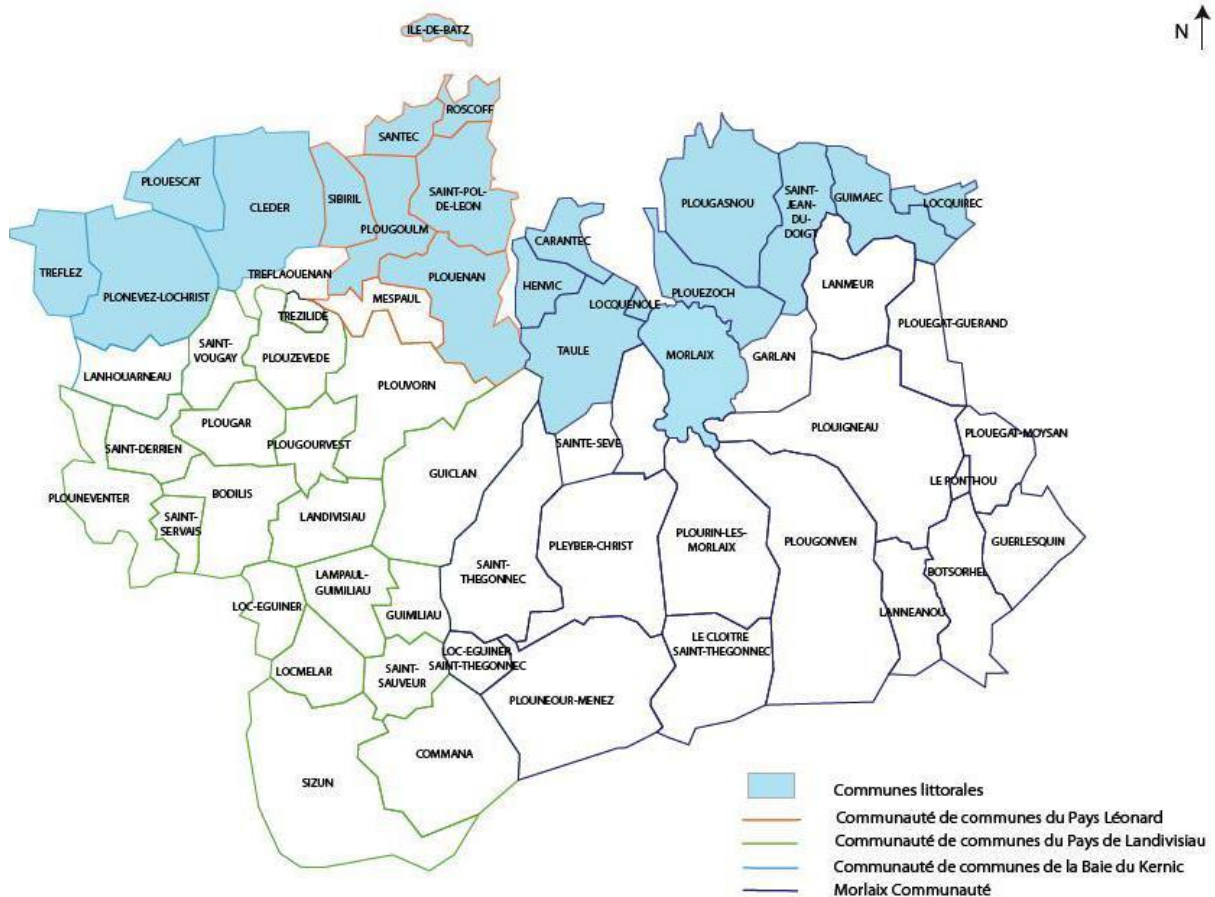 ILE-DE-BATZ
N
ROSCOFF
SANTEC
PLOUESCAT
CLEDER
SIBIRIL
SAINT-POL-
DE-LEON
PLOUGOULM
PLOUGASNOU
SAINT-
JEAN-
DU-
DOIGT
GUIMAEC
LOCQUIREC
TREFLEZ
PLONEVEZ-LOCHRIST
TREFLAOUENAN
PLOUENAN
CARANTEC
HENVIC
LOCQUENOLE
PLOUEZOCH
LANMEUR
MESPAUL
TREZILIDE
PLOUEGAT-GUERAND
SAINT-
VOUGAY
PLOUZEVEDE
TAULE
MORLAIX
GARLAN
LANHOUARNEAU
PLOUVORN
PLOUGAR
PLOUIGNEAU
SAINT-DERRIEN
PLOUGOURVEST
SAINTE-SEVE
PLOUEGAT-MOYSAN
GUICLAN
LE PONTHOU
PLOUNEVENTER
BODILIS
SAINT-
SERVAIS
LANDIVISIAU
PLEYBER-CHRIST
PLOURIN-LES-
MORLAIX
PLOUGONVEN
GUERLESQUIN
SAINT-
THEGONNEC
BOTSORHEL
LAMPAUL-
GUIMILIAU
LOC-EGUINER
GUIMILIAU
LANNEANOU
LE CLOITRE
SAINT-THEGONNEC
LOC-EGUINER
SAINT-THEGONNEC
LOCMELAR
SAINT-
SAUVEUR
PLOUNEOUR-MENEZ
COMMANA
SIZUN
Communes littorales
Communauté de communes du Pays Léonard
Communauté de communes du Pays de Landivisiau
Communauté de communes de la Baie du Kernic
Morlaix Communauté